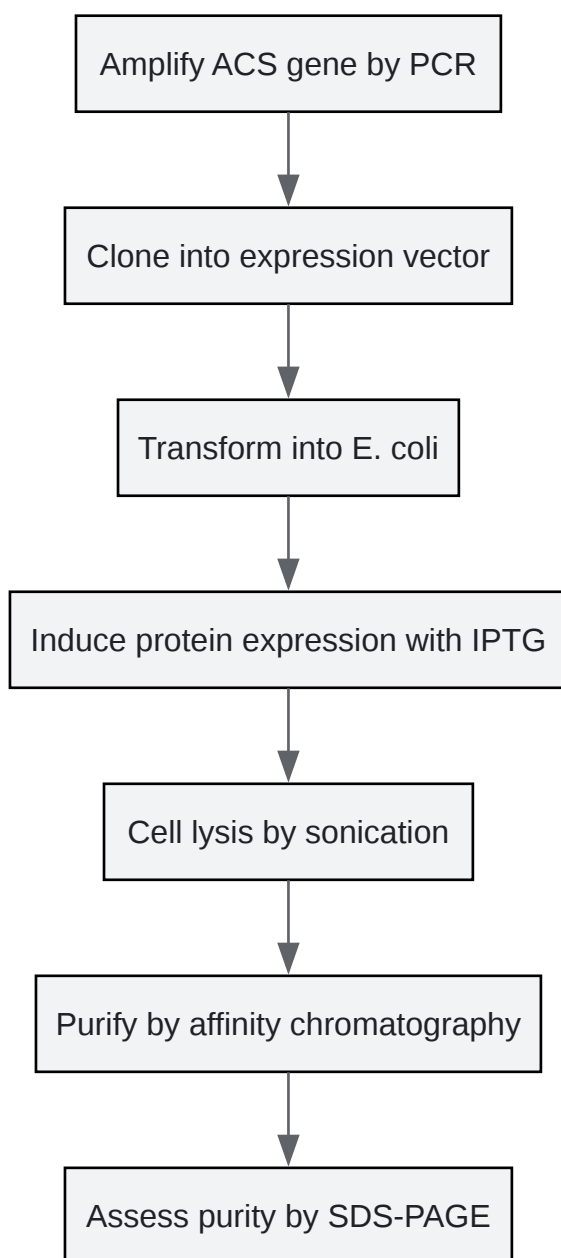 Amplify ACS gene by PCR
Clone into expression vector
Transform into E. coli
Induce protein expression with IPTG
Cell lysis by sonication
Purify by affinity chromatography
Assess purity by SDS-PAGE